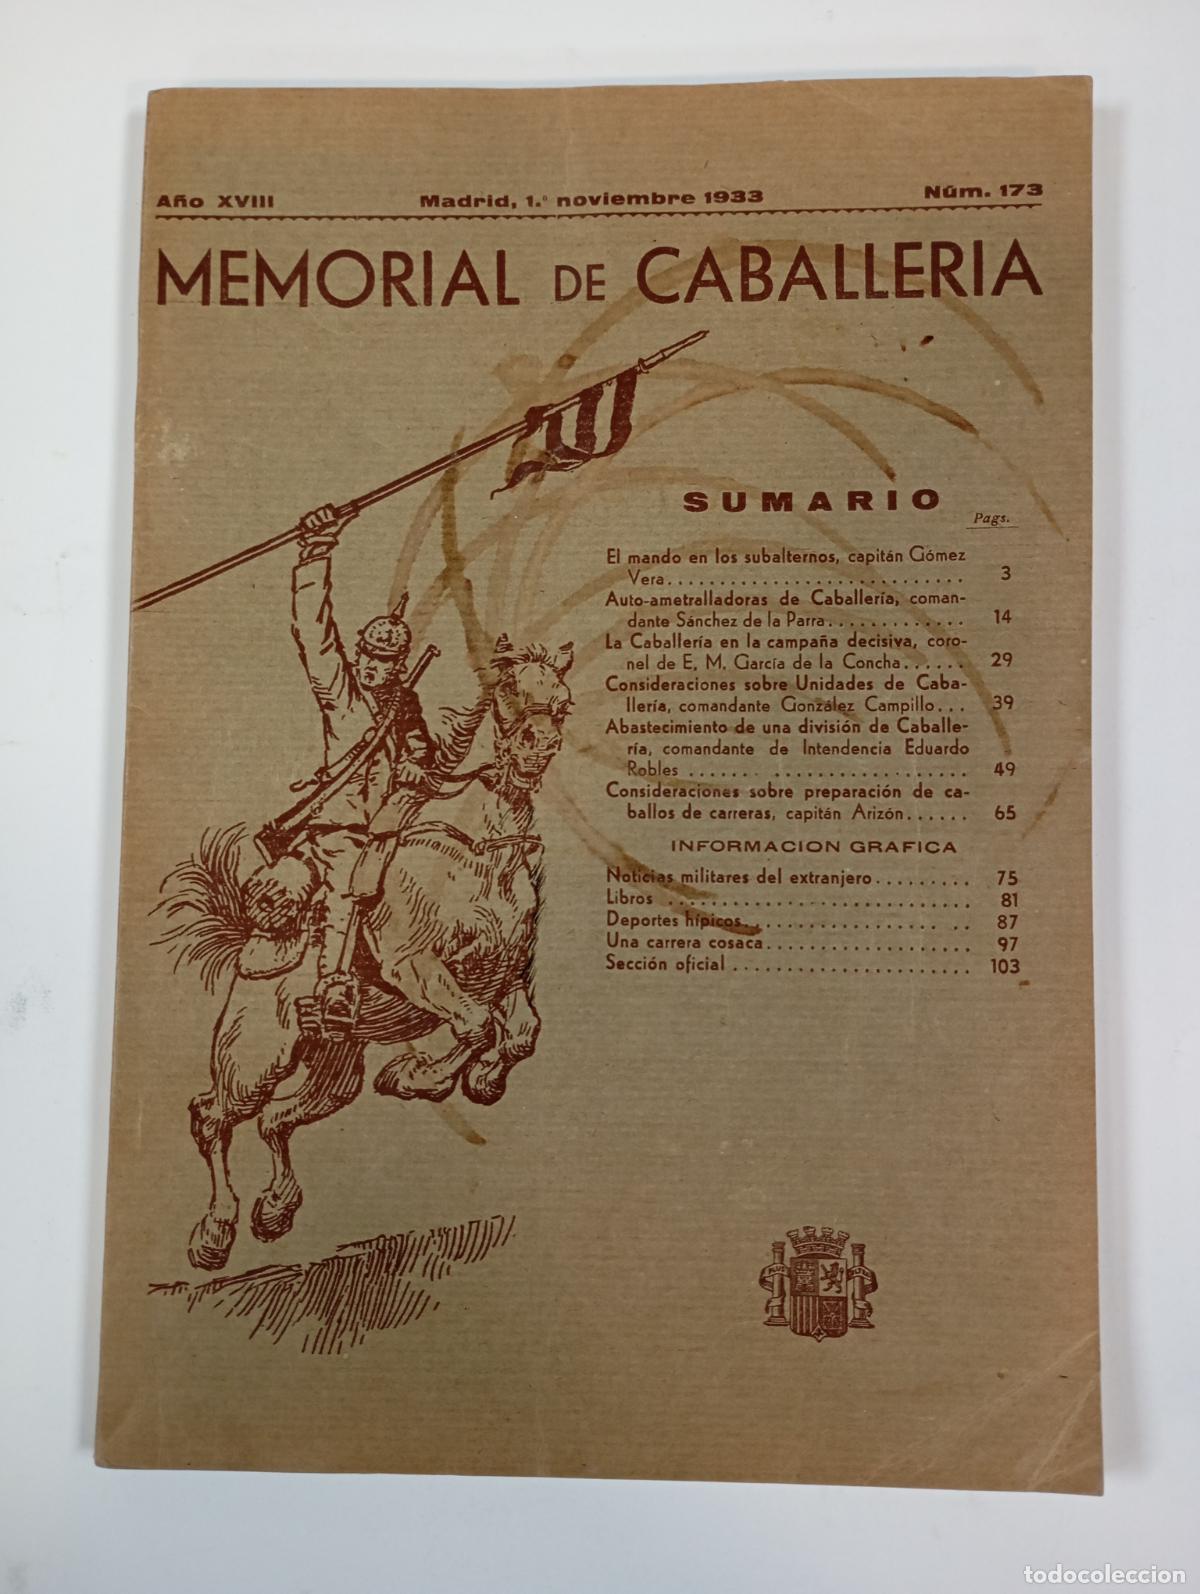 Año XVIII Madrid, 1.º noviembre 1933 Núm. 173
MEMORIAL DE CABALLERIA
SUMARIO
Pags.
El mando en los subalternos, capitán Gómez
Vera............................ 3
Auto-ametralladoras de Caballería, coman-
dante Sánchez de la Parra............. 14
La Caballería en la campaña decisiva, coro-
nel de E. M. García de la Concha...... 29
Consideraciones sobre Unidades de Caba-
llería, comandante González Campillo... 39
Abastecimiento de una división de Caballe-
ría, comandante de Intendencia Eduardo
Robles .......................... 49
Consideraciones sobre preparación de ca-
ballos de carreras, capitán Arizón...... 65
INFORMACION GRAFICA
Noticias militares del extranjero......... 75
Libros ............................ 81
Deportes hípicos..................... 87
Una carrera cosaca................... 97
Sección oficial ...................... 103
PLUS ULTRA
todocoleccion